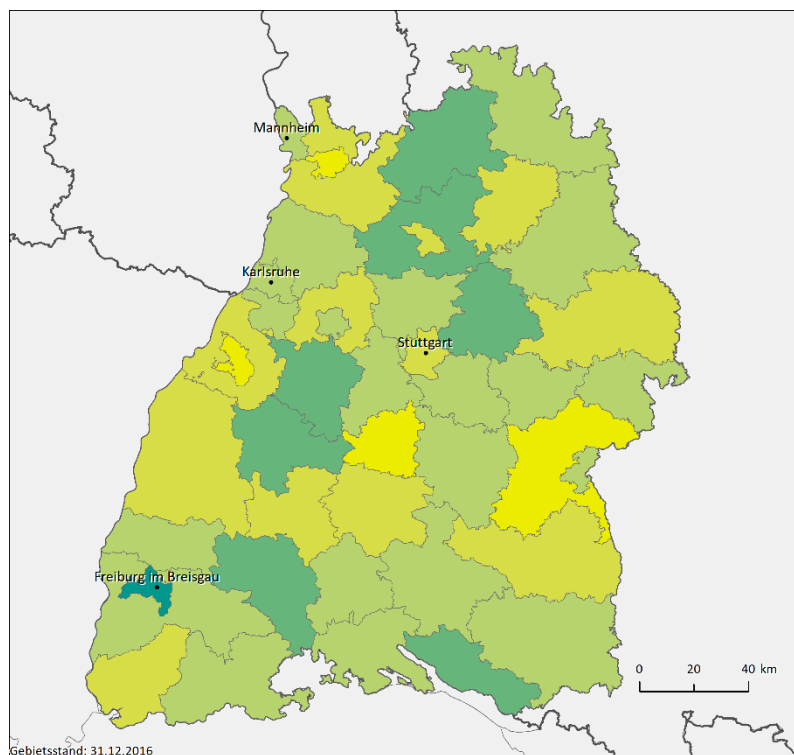 Mannheim
Karlsruhe
Stuttgart
Freiburg im Breisgau
0 20 40 km
Gebietsstand: 31.12.2016